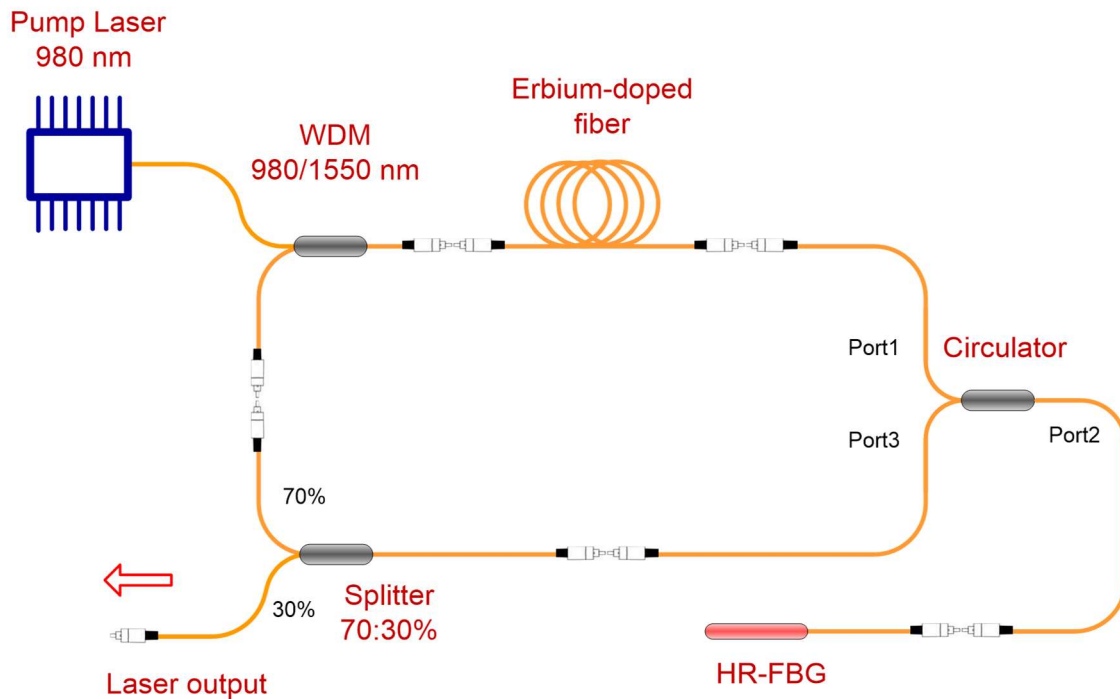 Pump Laser
980 nm
WDM
980/1550 nm
Erbium-doped
fiber
Port1
Circulator
Port3
Port2
70%
30%
Splitter
70:30%
HR-FBG
Laser output